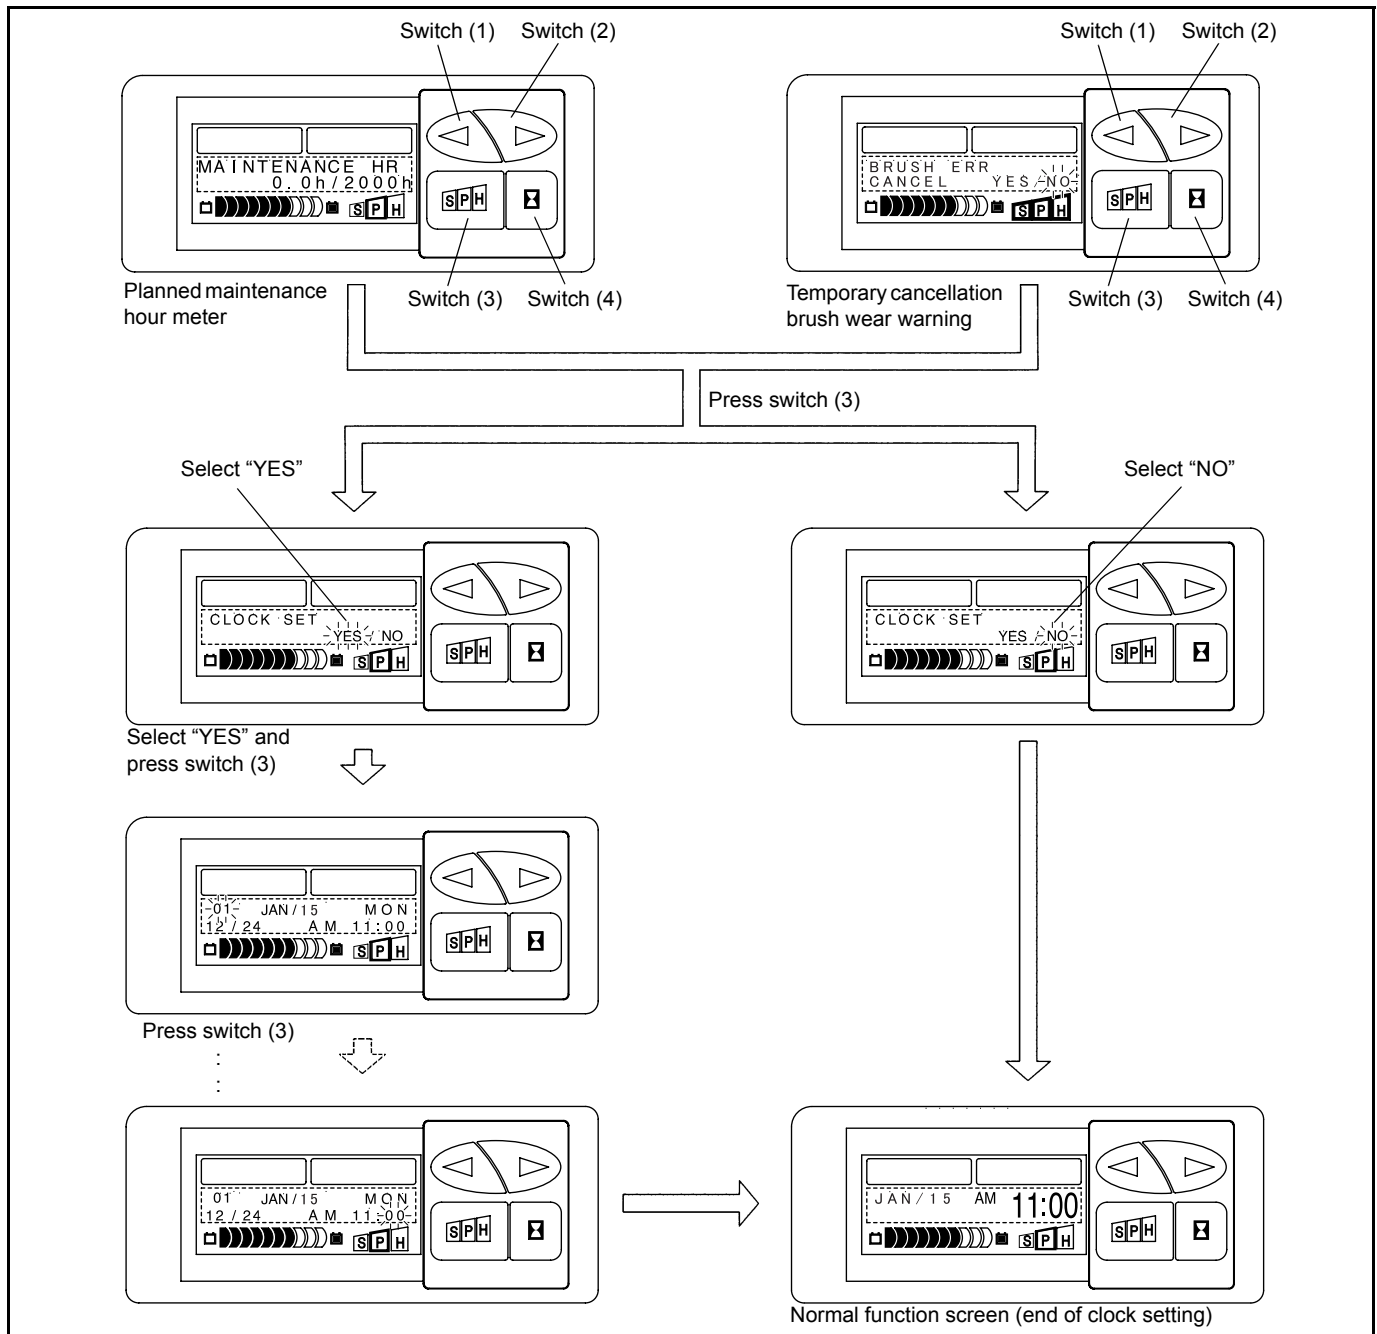 Switch (1) Switch (2)
Switch (1) Switch (2)
MAINTENANCE HR
0.0h/2000h
S P H
S P H
BRUSH ERR
CANCEL YES/NO
S P H
S P H
Planned maintenance
hour meter
Switch (3) Switch (4)
Temporary cancellation
brush wear warning
Switch (3) Switch (4)
Press switch (3)
Select “YES”
Select “NO”
CLOCK SET
YES / NO
S P H
S P H
CLOCK SET
YES / NO
S P H
S P H
Select “YES” and
press switch (3)
01 JAN/15 MON
12/24 AM 11:00
S P H
S P H
Press switch (3)
01 JAN/15 MON
12/24 AM 11:00
S P H
S P H
JAN/15 AM 11:00
S P H
S P H
Normal function screen (end of clock setting)